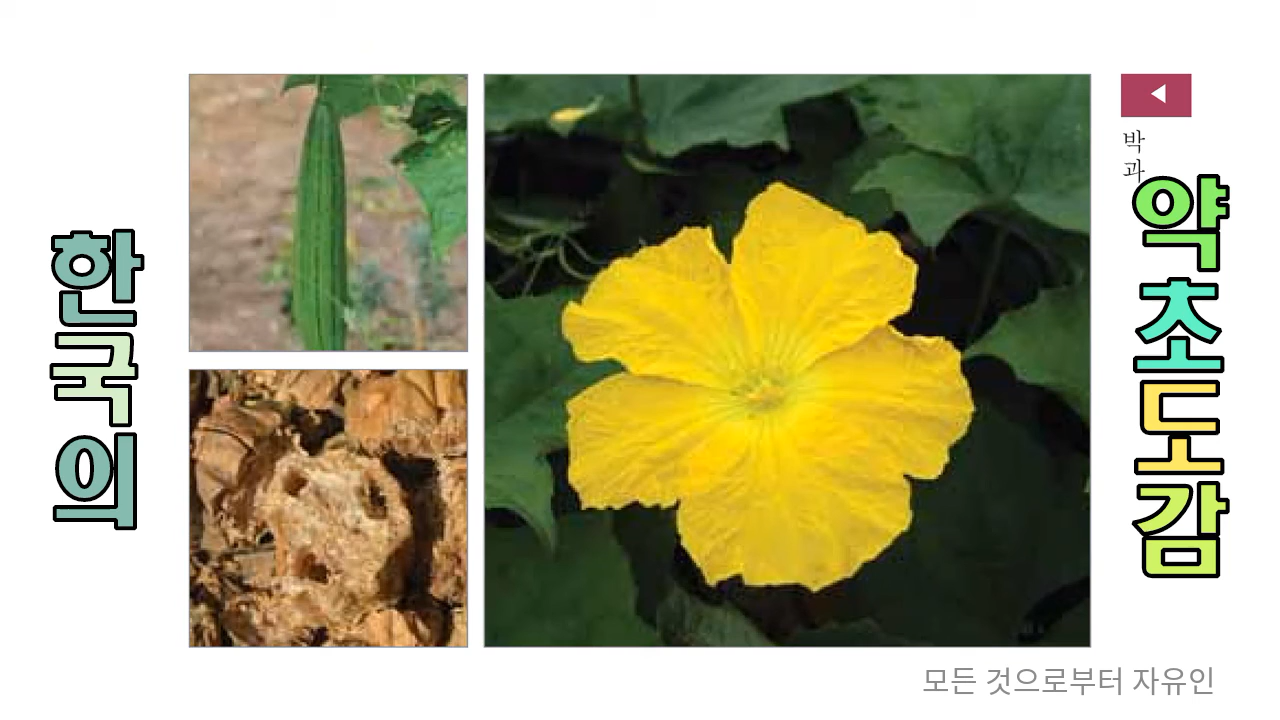 한국의
박과
약초도감
모든 것으로부터 자유인